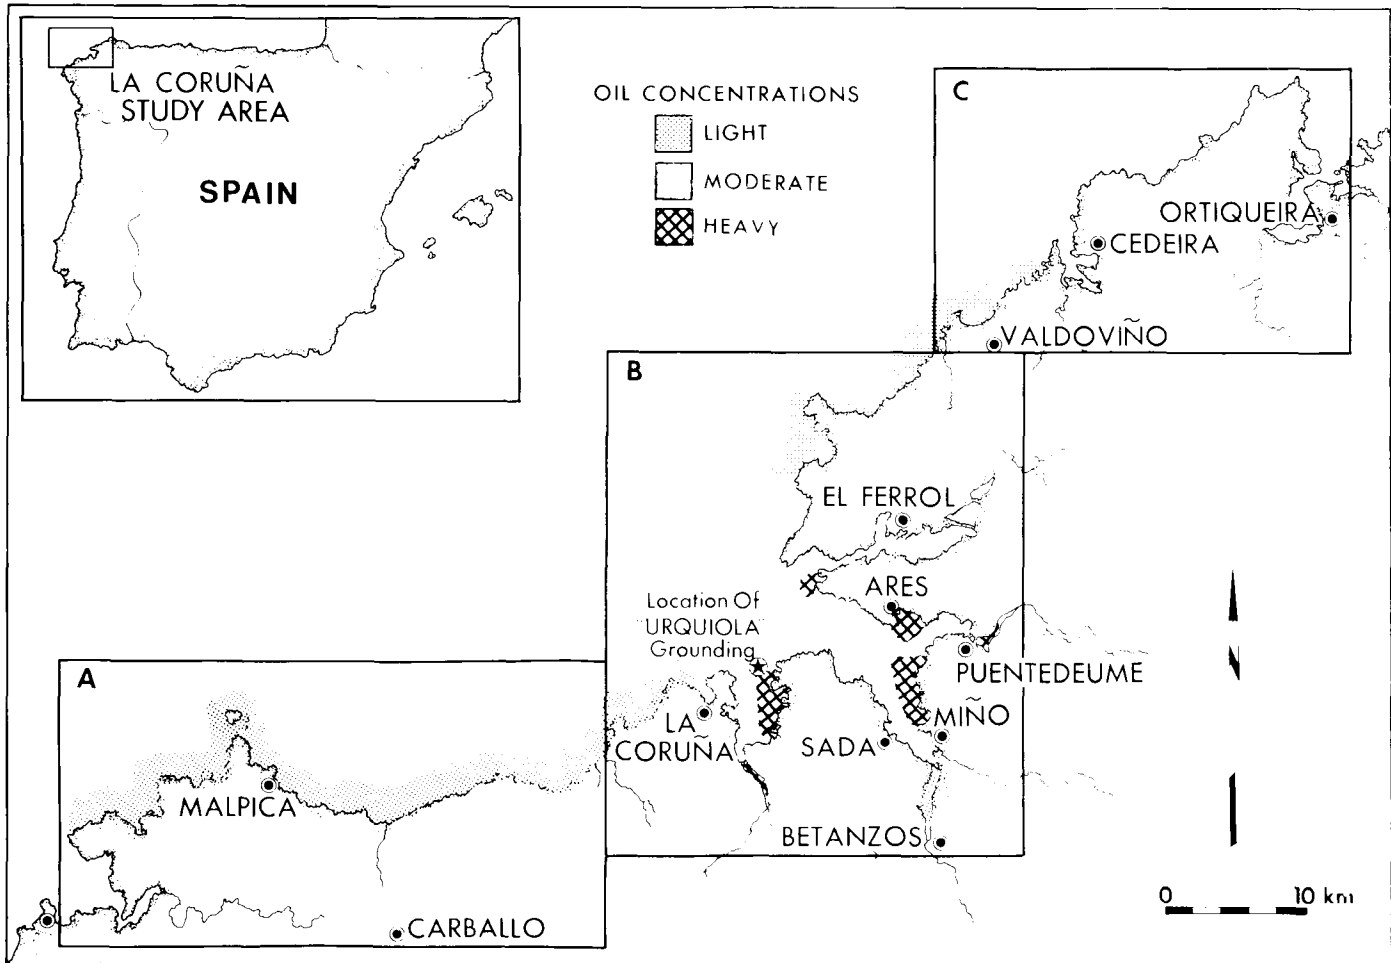 LA CORUÑA
STUDY AREA
SPAIN
OIL CONCENTRATIONS
LIGHT
MODERATE
HEAVY
C
ORTIQUEIRA
CEDEIRA
VALDOVIÑO
B
EL FERROL
ARES
Location Of
"URQUIOLA"
Grounding
PUENTEDEUME
MIÑO
LA
CORUÑA
SADA
BETANZOS
A
MALPICA
CARBALLO
N
0 10 km